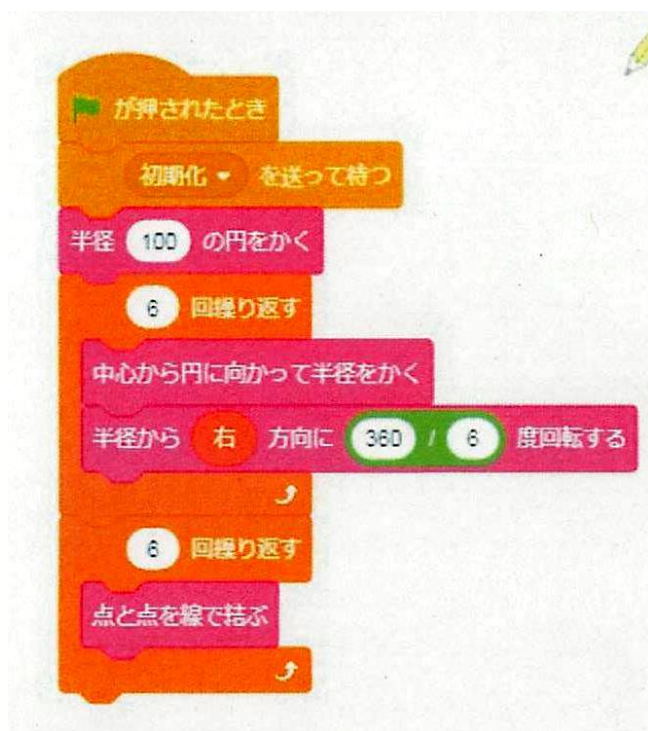 が押されたとき
初期化 を送って待つ
半径 100 の円をかく
6 回繰り返す
中心から円に向かって半径をかく
半径から 右 方向に 360 / 6 度回転する
6 回繰り返す
点と点を線で結ぶ